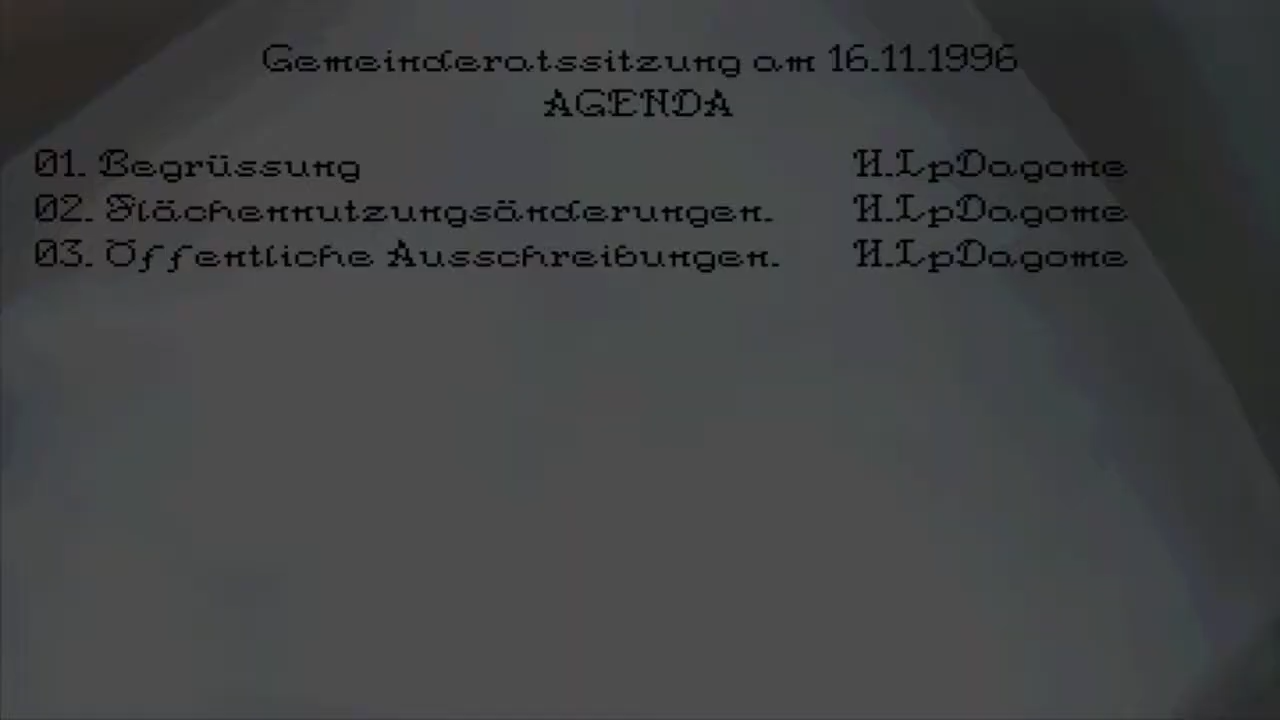 Gemeinderatssitzung am 16.11.1996
AGENDA
01. Begrüssung H.LpDagome
02. Flächennutzungsänderungen. H.LpDagome
03. Öffentliche Ausschreibungen. H.LpDagome